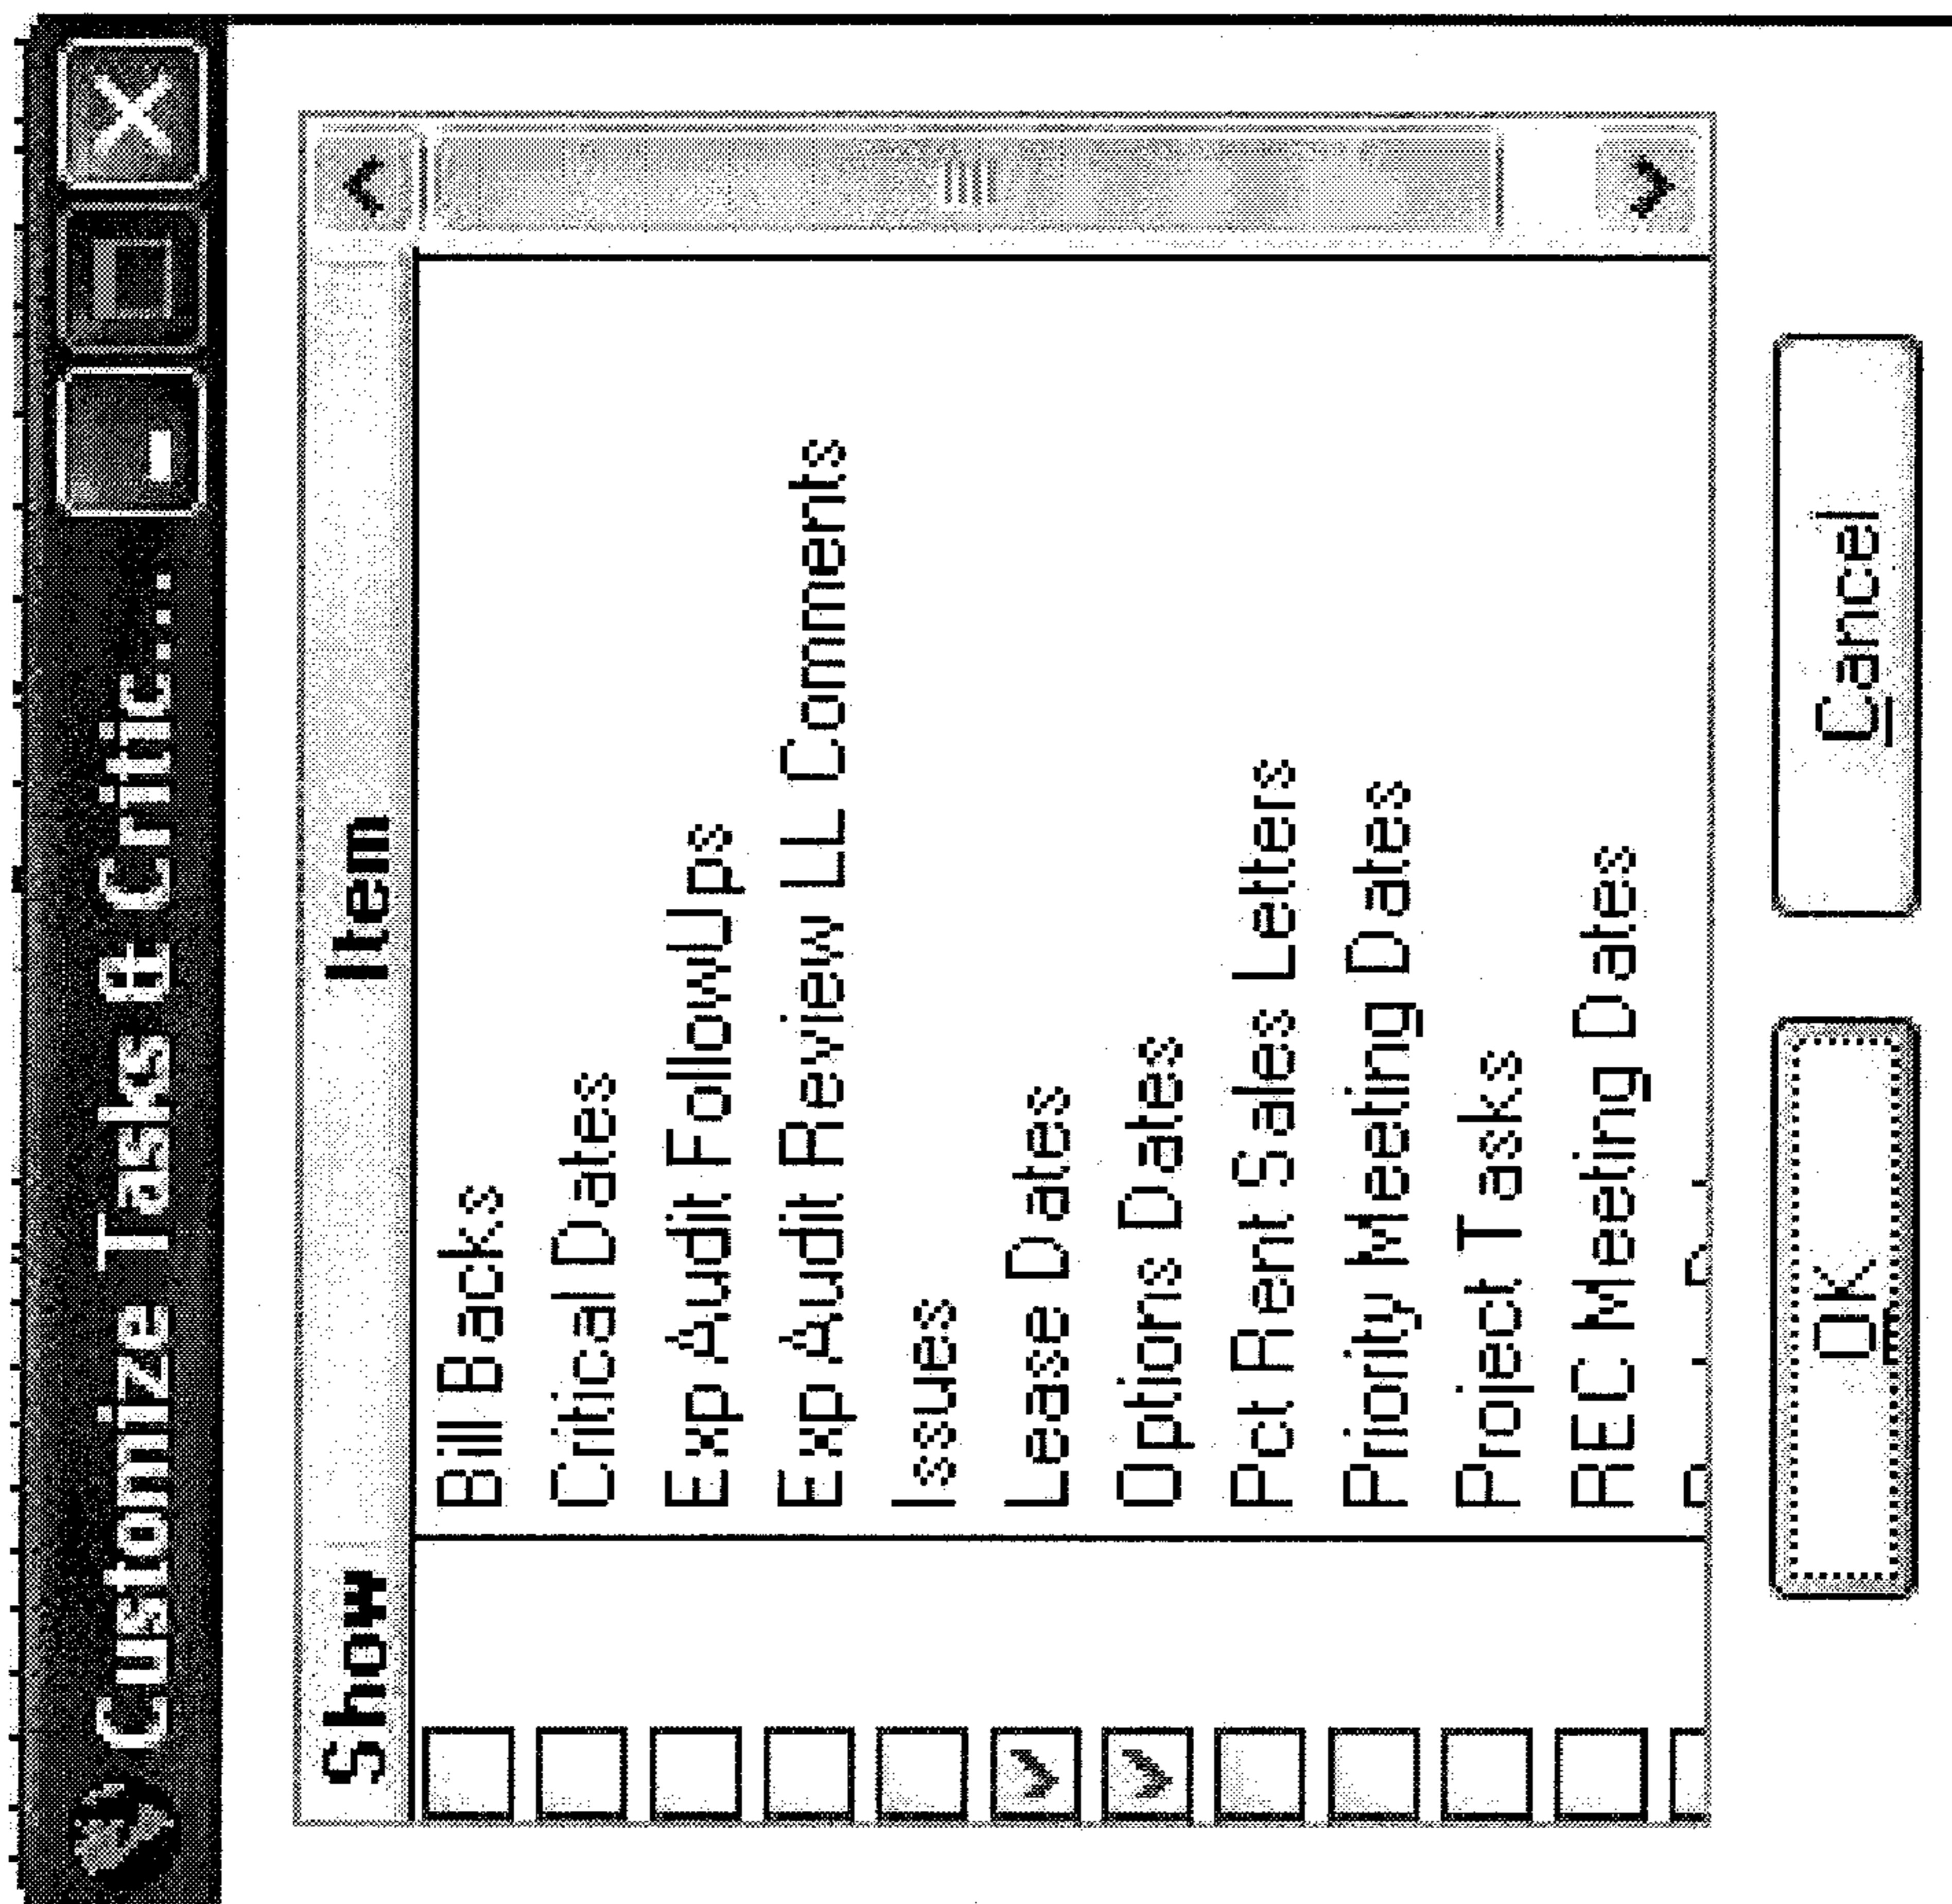 Customize Tasks & Critic...
Show Item
Bill Backs
Critical Dates
Exp Audit FollowUps
Exp Audit Review LL Comments
Issues
Lease Dates
Options Dates
Pct Rent Sales Letters
Priority Meeting Dates
Project Tasks
REC Meeting Dates
OK Cancel